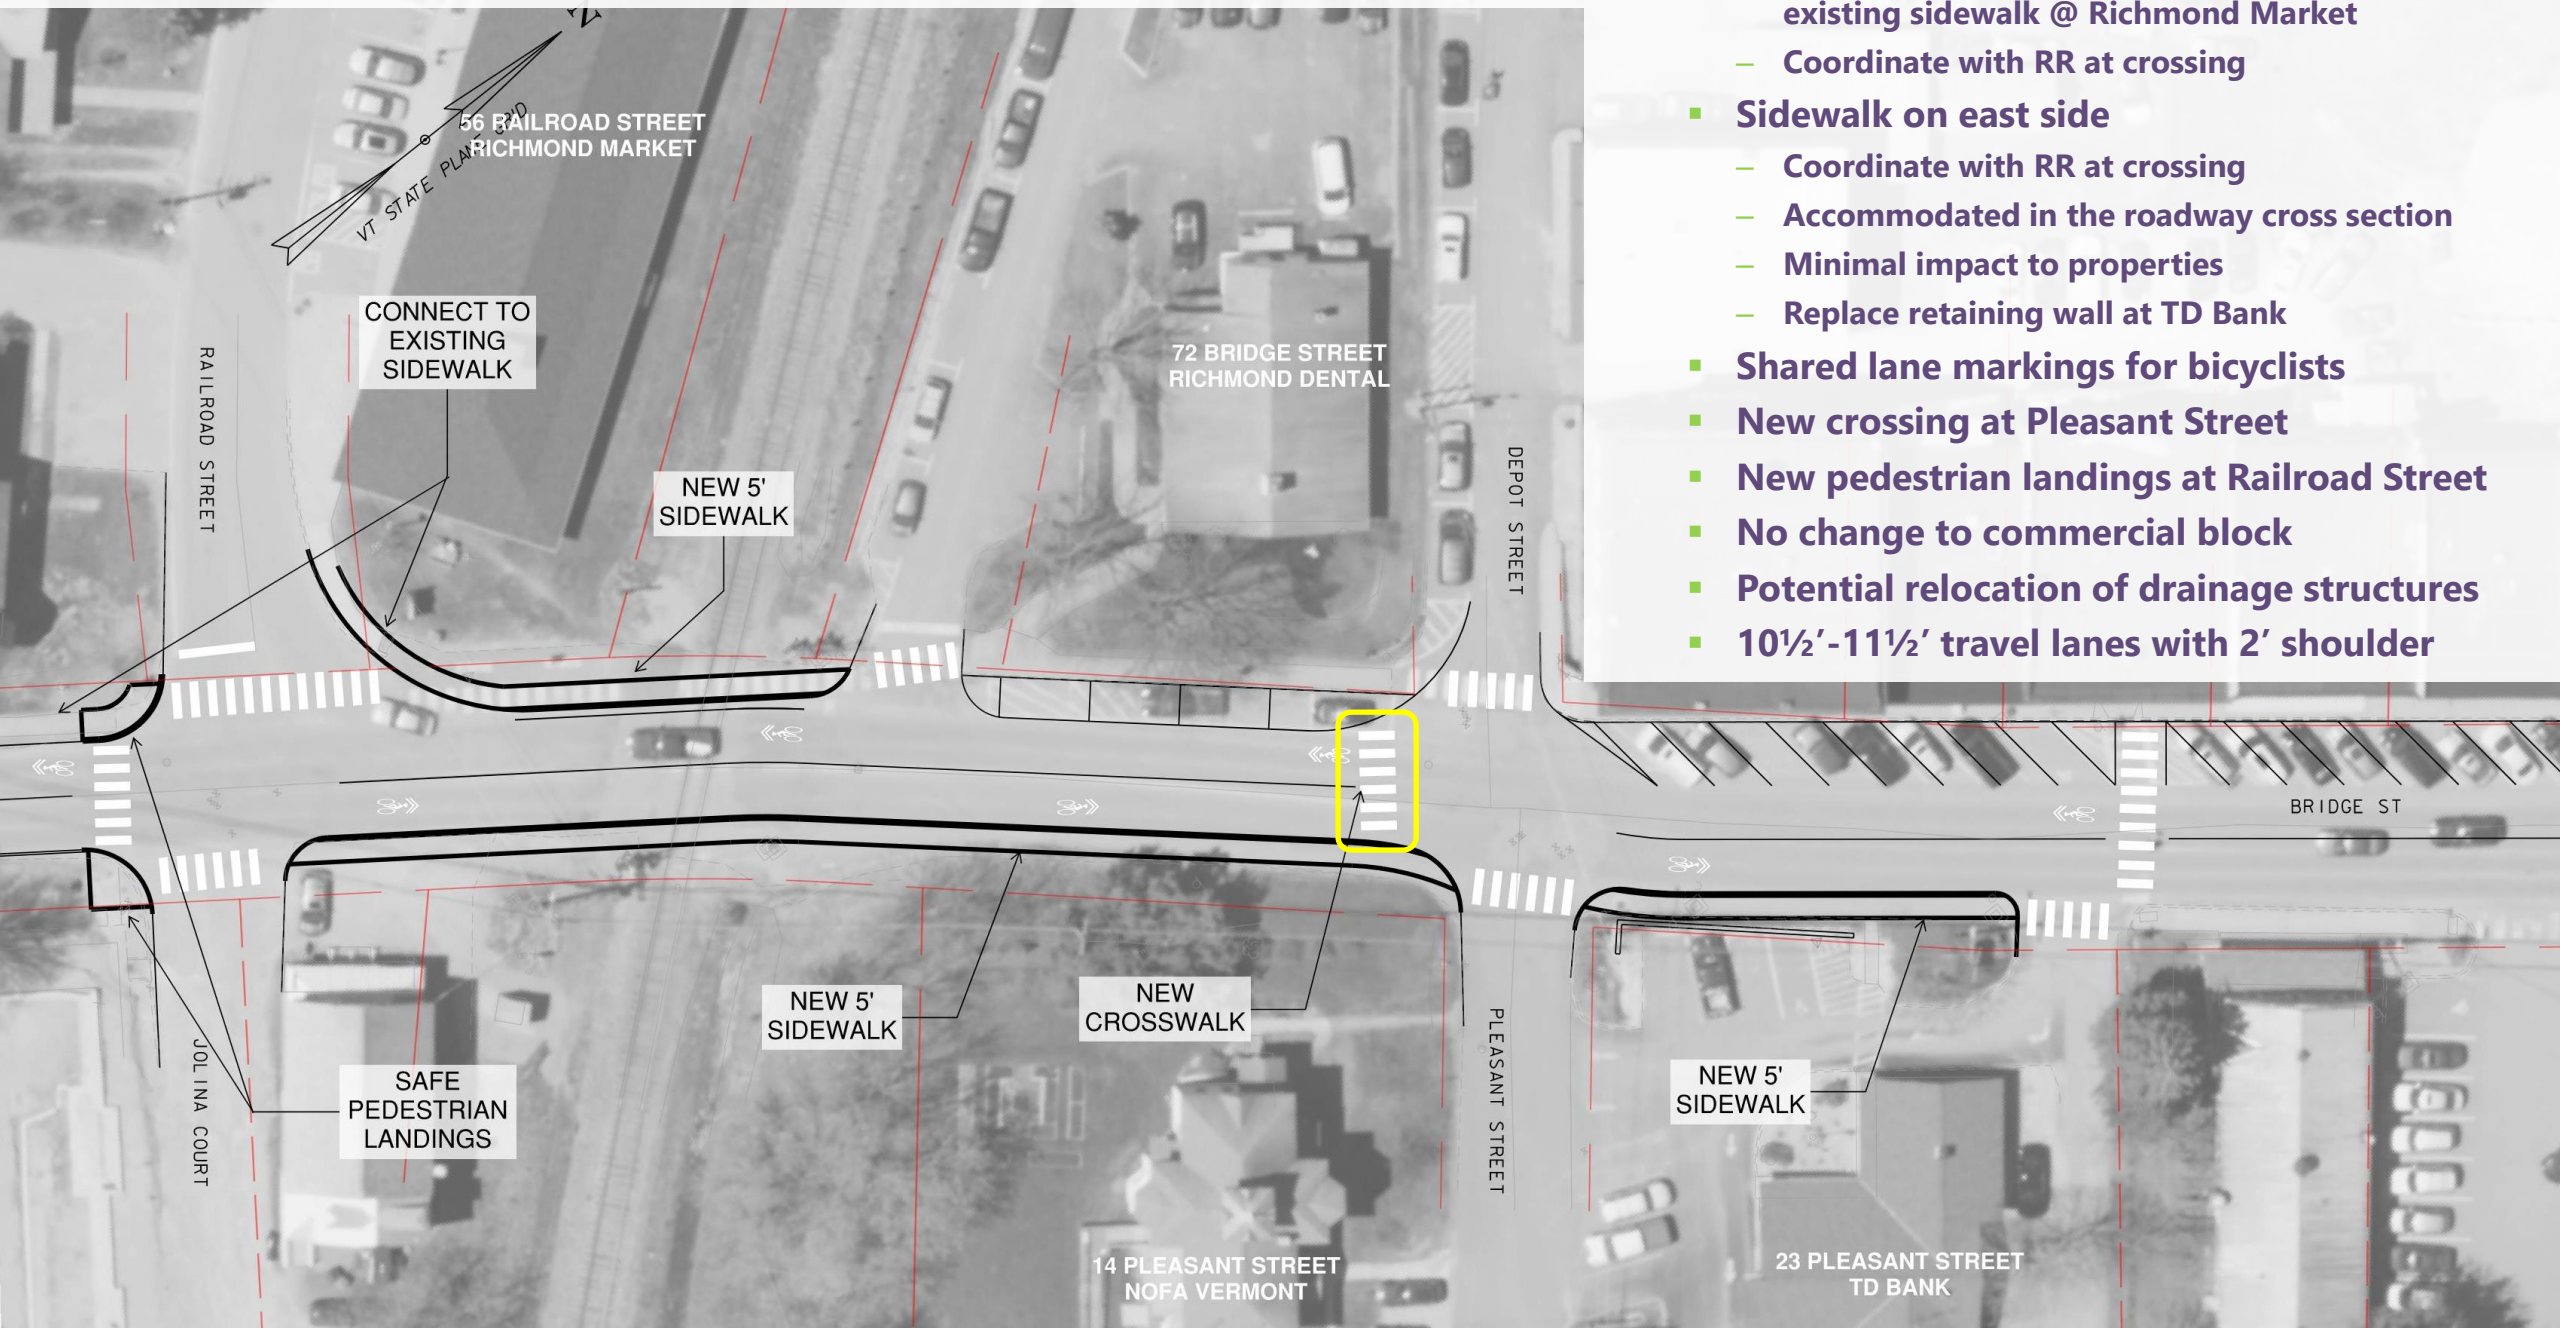 N
VT STATE PLANE GRID
56 RAILROAD STREET
RICHMOND MARKET
CONNECT TO
EXISTING
SIDEWALK
RAILROAD STREET
NEW 5'
SIDEWALK
72 BRIDGE STREET
RICHMOND DENTAL
DEPOT STREET
existing sidewalk @ Richmond Market
– Coordinate with RR at crossing
▪ Sidewalk on east side
– Coordinate with RR at crossing
– Accommodated in the roadway cross section
– Minimal impact to properties
– Replace retaining wall at TD Bank
▪ Shared lane markings for bicyclists
▪ New crossing at Pleasant Street
▪ New pedestrian landings at Railroad Street
▪ No change to commercial block
▪ Potential relocation of drainage structures
▪ 10½’-11½’ travel lanes with 2’ shoulder
BRIDGE ST
NEW 5'
SIDEWALK
NEW
CROSSWALK
NEW 5'
SIDEWALK
SAFE
PEDESTRIAN
LANDINGS
JOLINA COURT
PLEASANT STREET
14 PLEASANT STREET
NOFA VERMONT
23 PLEASANT STREET
TD BANK